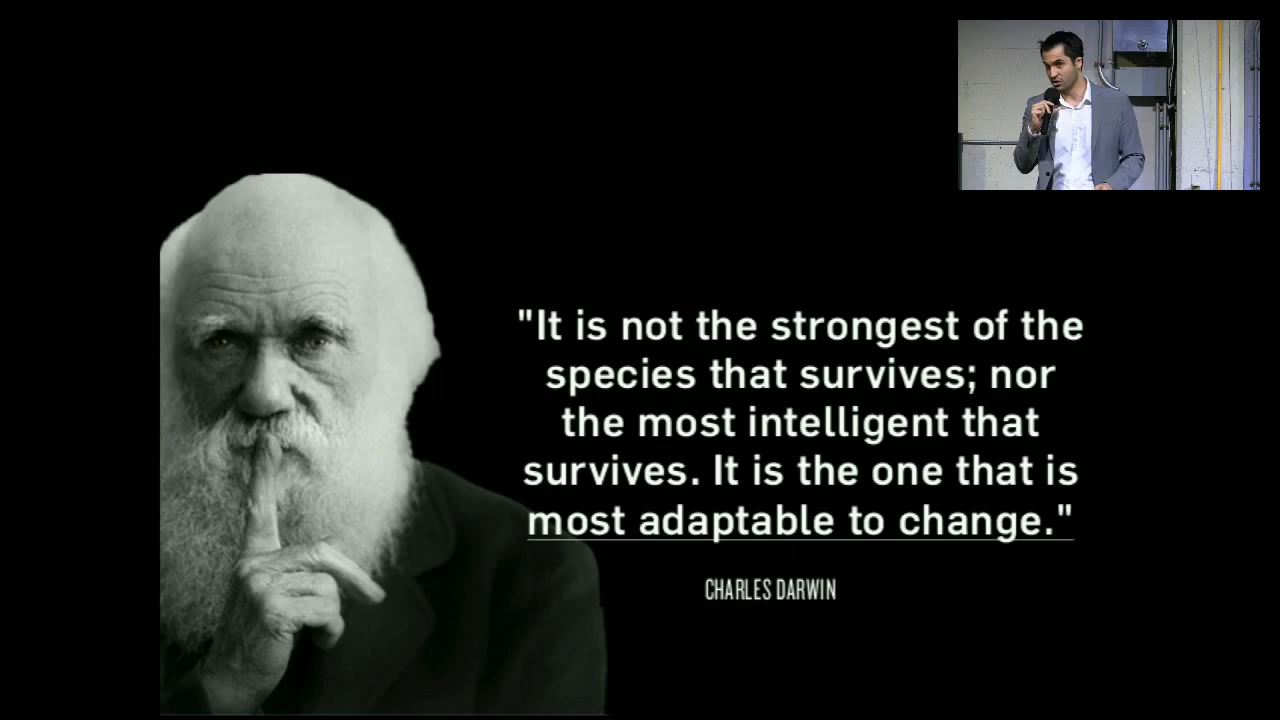 "It is not the strongest of the
species that survives; nor
the most intelligent that
survives. It is the one that is
most adaptable to change."
CHARLES DARWIN